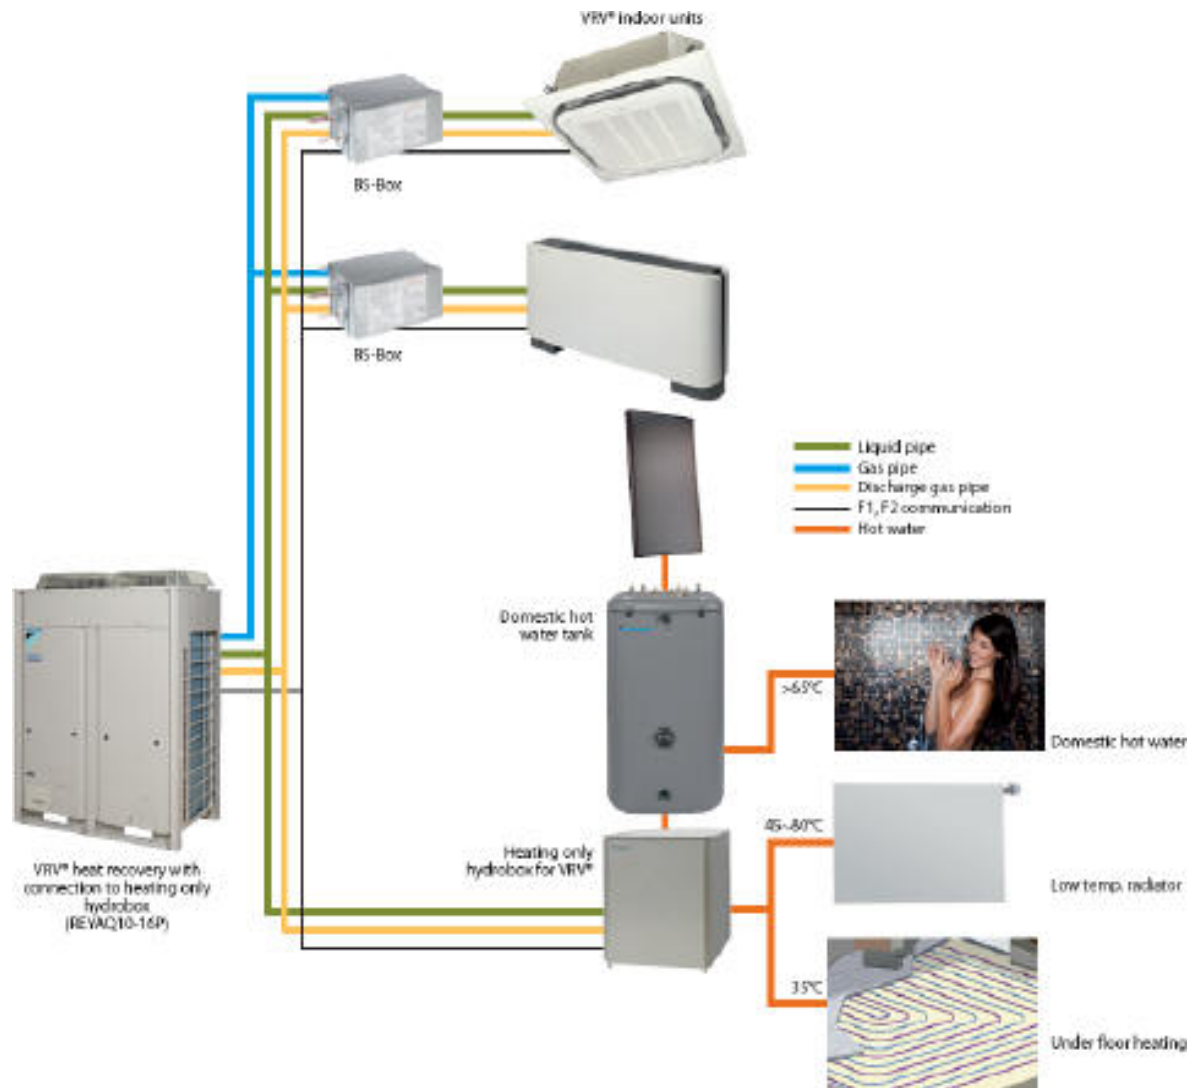 VRV® indoor units
BS-Box
BS-Box
Liquid pipe
Gas pipe
Discharge gas pipe
F1, F2 communication
Hot water
Domestic hot
water tank
>65°C
Domestic hot water
45~80°C
Heating only
hydrobox for VRV®
Low temp. radiator
VRV® heat recovery with
connection to heating only
hydrobox
(REYAQ10-16P)
35°C
Under floor heating